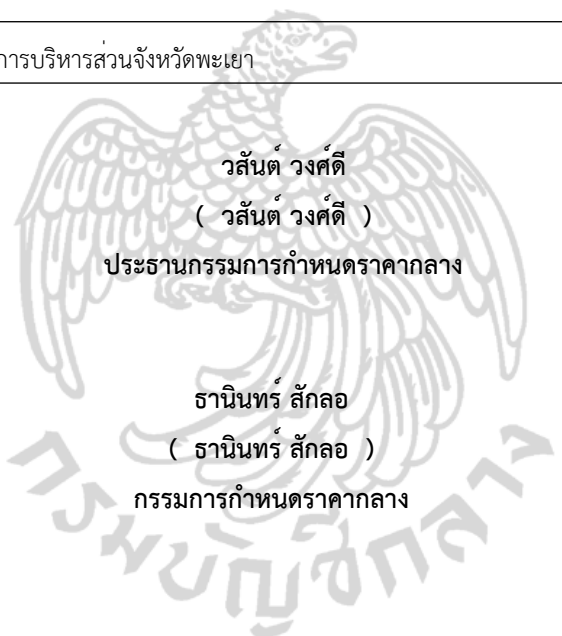 การบริหารส่วนจังหวัดพะเยา
วสันต์ วงศ์ดี
( วสันต์ วงศ์ดี )
ประธานกรรมการกำหนดราคากลาง
ธานินทร์ สักลอ
( ธานินทร์ สักลอ )
กรรมการกำหนดราคากลาง
กรมบัญชีกลาง